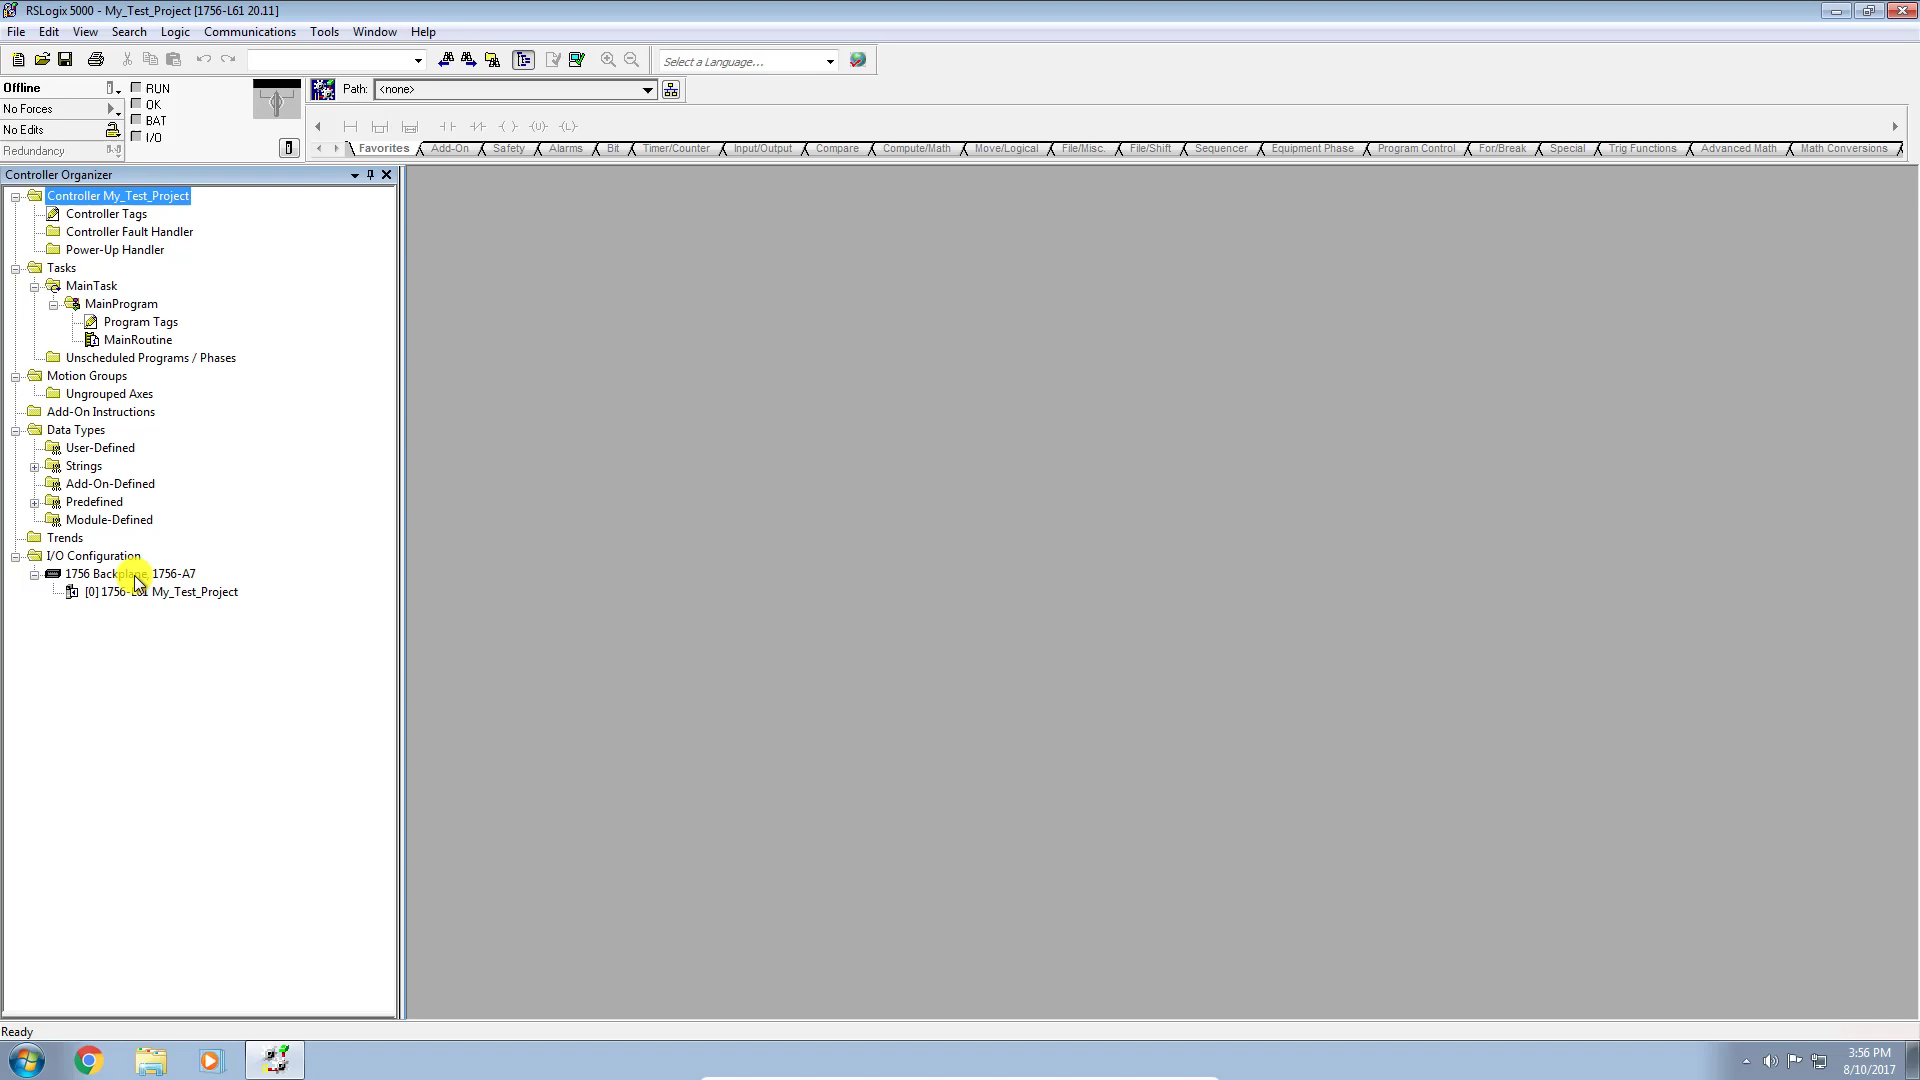 RSLogix 5000 - My_Test_Project [1756-L61 20.11]
File Edit View Search Logic Communications Tools Window Help
Select a Language...
Offline RUN Path: <none>
No Forces OK
No Edits BAT
I/O
Redundancy
Favorites Add-On Safety Alarms Bit Timer/Counter Input/Output Compare Compute/Math Move/Logical File/Misc. File/Shift Sequencer Equipment Phase Program Control For/Break Special Trig Functions Advanced Math Math Conversions
Controller Organizer
Controller My_Test_Project
Controller Tags
Controller Fault Handler
Power-Up Handler
Tasks
MainTask
MainProgram
Program Tags
MainRoutine
Unscheduled Programs / Phases
Motion Groups
Ungrouped Axes
Add-On Instructions
Data Types
User-Defined
Strings
Add-On-Defined
Predefined
Module-Defined
Trends
I/O Configuration
1756 Backplane, 1756-A7
[0] 1756-L61 My_Test_Project
Ready
3:56 PM
8/10/2017